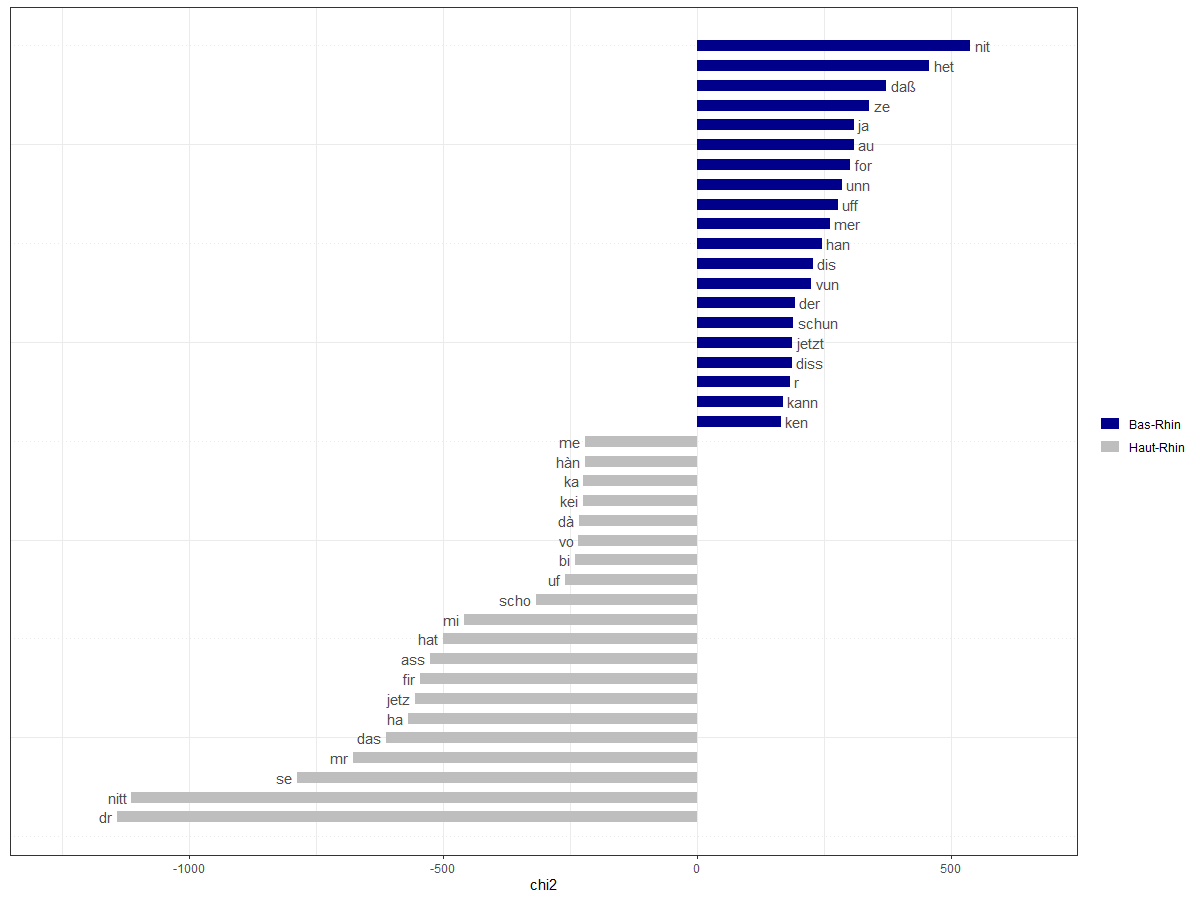 nit
het
daß
ze
ja
au
for
unn
uff
mer
han
dis
vun
der
schun
jetzt
diss
r
kann
ken
me
hàn
ka
kei
dà
vo
bi
uf
scho
mi
hat
ass
fir
jetz
ha
das
mr
se
nitt
dr
Bas-Rhin
Haut-Rhin
-1000 -500 0 500
chi2